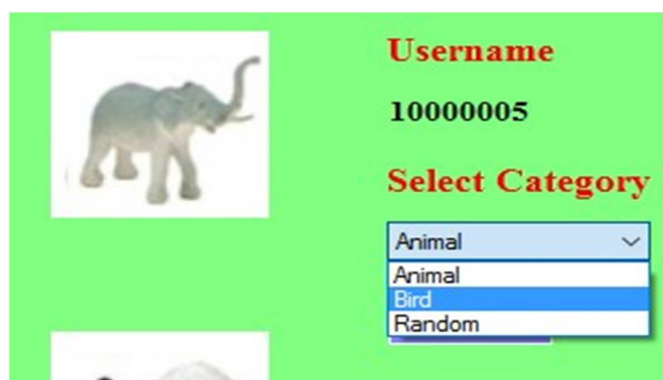 Username
10000005
Select Category
Animal
Animal
Bird
Random